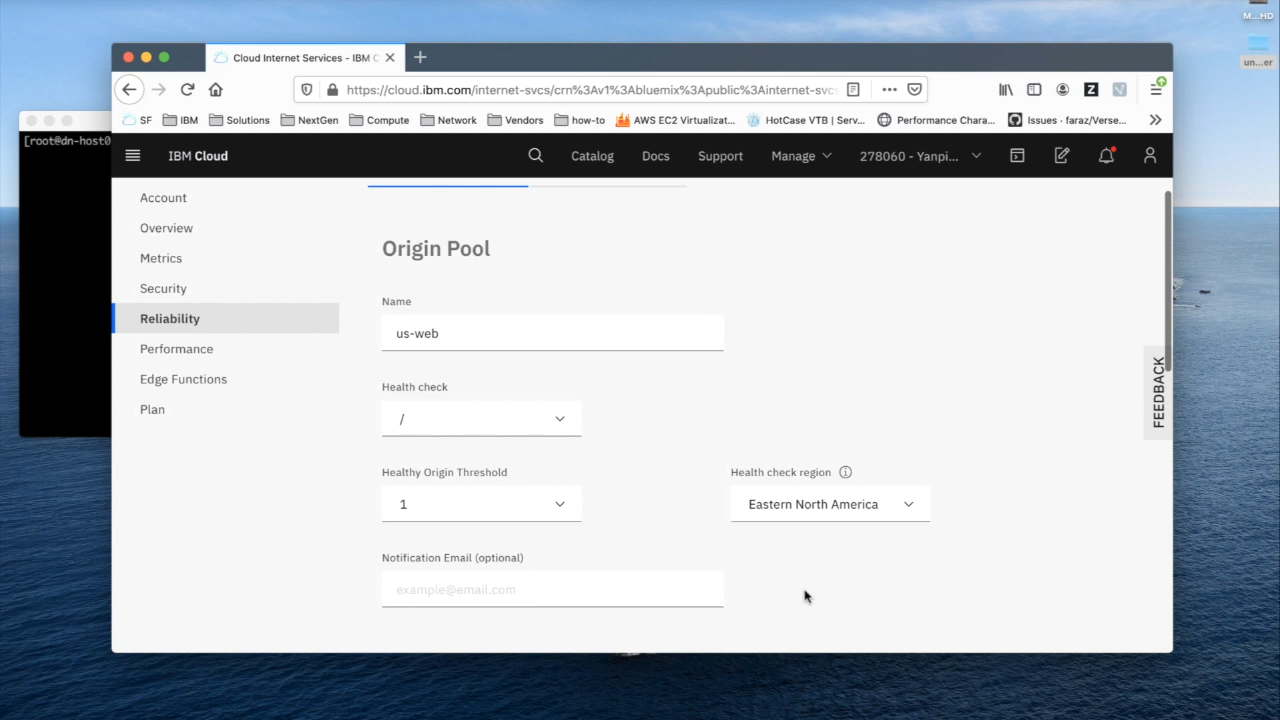 M...HD
un...er
Cloud Internet Services - IBM C
https://cloud.ibm.com/internet-svcs/crn%3Av1%3Abluemix%3Apublic%3Ainternet-svcs
SF IBM Solutions NextGen Compute Network Vendors how-to AWS EC2 Virtualizat... HotCase VTB | Serv... Performance Chara... Issues · faraz/Verse...
[root@dn-host0
IBM Cloud Catalog Docs Support Manage 278060 - Yanpi...
Account
Overview
Metrics
Security
Reliability
Performance
Edge Functions
Plan
Origin Pool
Name
us-web
Health check
/
Healthy Origin Threshold
1
Health check region
Eastern North America
Notification Email (optional)
example@email.com
FEEDBACK